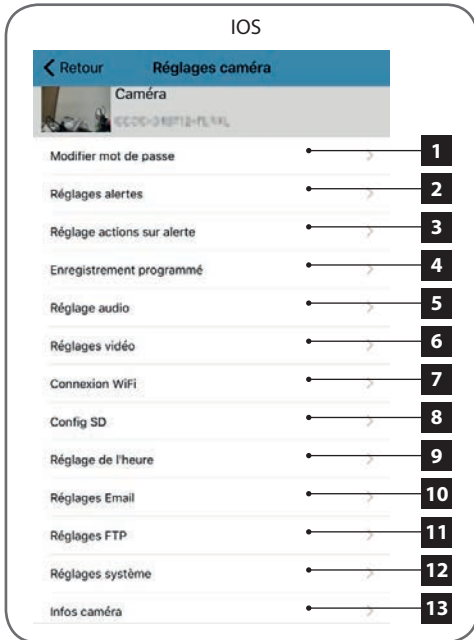 IOS
Retour Réglages caméra
Caméra
Modifier mot de passe 1
Réglages alertes 2
Réglage actions sur alerte 3
Enregistrement programmé 4
Réglage audio 5
Réglages vidéo 6
Connexion WiFi 7
Config SD 8
Réglage de l'heure 9
Réglages Email 10
Réglages FTP 11
Réglages système 12
Infos caméra 13